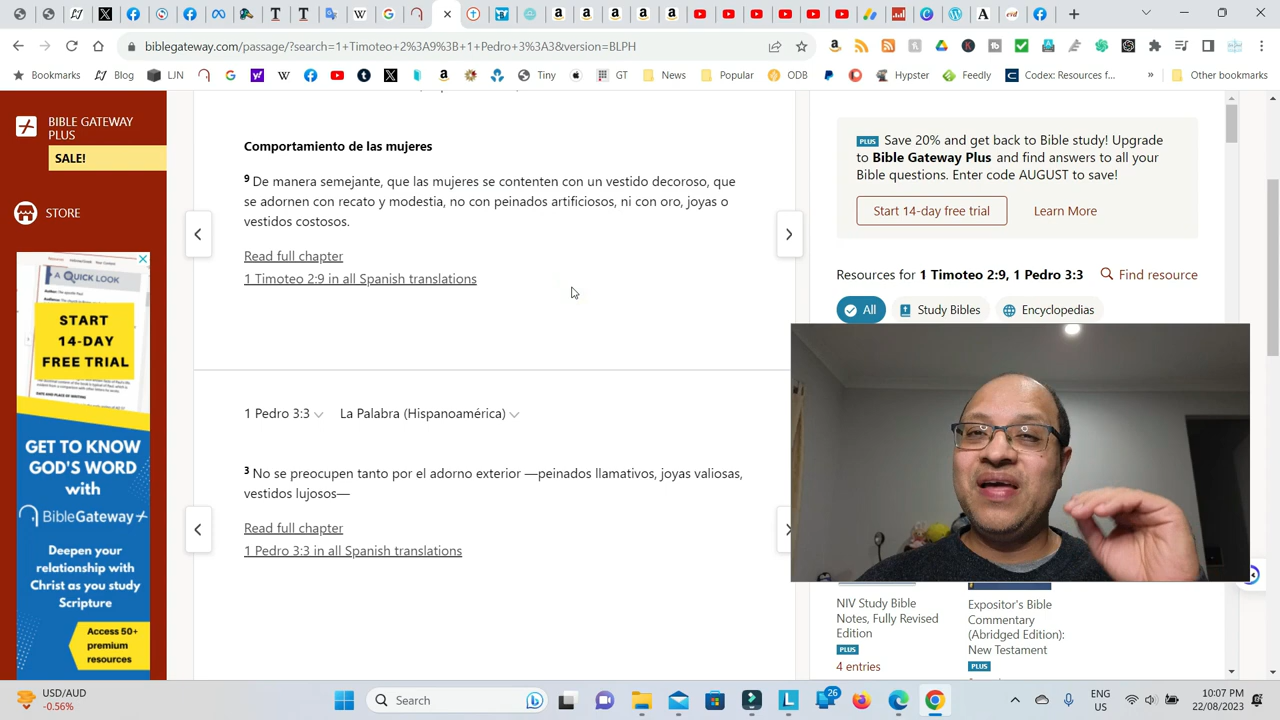 biblegateway.com/passage/?search=1+Timoteo+2%3A9%3B+1+Pedro+3%3A3&version=BLPH
Bookmarks
Blog
LJN
Tiny
GT
News
Popular
ODB
Hypster
Feedly
Codex: Resources f...
»
Other bookmarks
BIBLE GATEWAY
PLUS
SALE!
STORE
A QUICK LOOK
START
14-DAY
FREE TRIAL
GET TO KNOW
GOD'S WORD
with
BibleGateway+
Deepen your
relationship with
Christ as you study
Scripture
Access 50+
premium
resources
Comportamiento de las mujeres
9 De manera semejante, que las mujeres se contenten con un vestido decoroso, que
se adornen con recato y modestia, no con peinados artificiosos, ni con oro, joyas o
vestidos costosos.
Read full chapter
1 Timoteo 2:9 in all Spanish translations
1 Pedro 3:3 La Palabra (Hispanoamérica)
3 No se preocupen tanto por el adorno exterior —peinados llamativos, joyas valiosas,
vestidos lujosos—
Read full chapter
1 Pedro 3:3 in all Spanish translations
PLUS Save 20% and get back to Bible study! Upgrade
to Bible Gateway Plus and find answers to all your
Bible questions. Enter code AUGUST to save!
Start 14-day free trial Learn More
Resources for 1 Timoteo 2:9, 1 Pedro 3:3 Find resource
All Study Bibles Encyclopedias
NIV Study Bible
Notes, Fully Revised
Edition
PLUS
4 entries
Expositor's Bible
Commentary
(Abridged Edition):
New Testament
PLUS
USD/AUD
-0.56%
Search
26
ENG
US
10:07 PM
22/08/2023